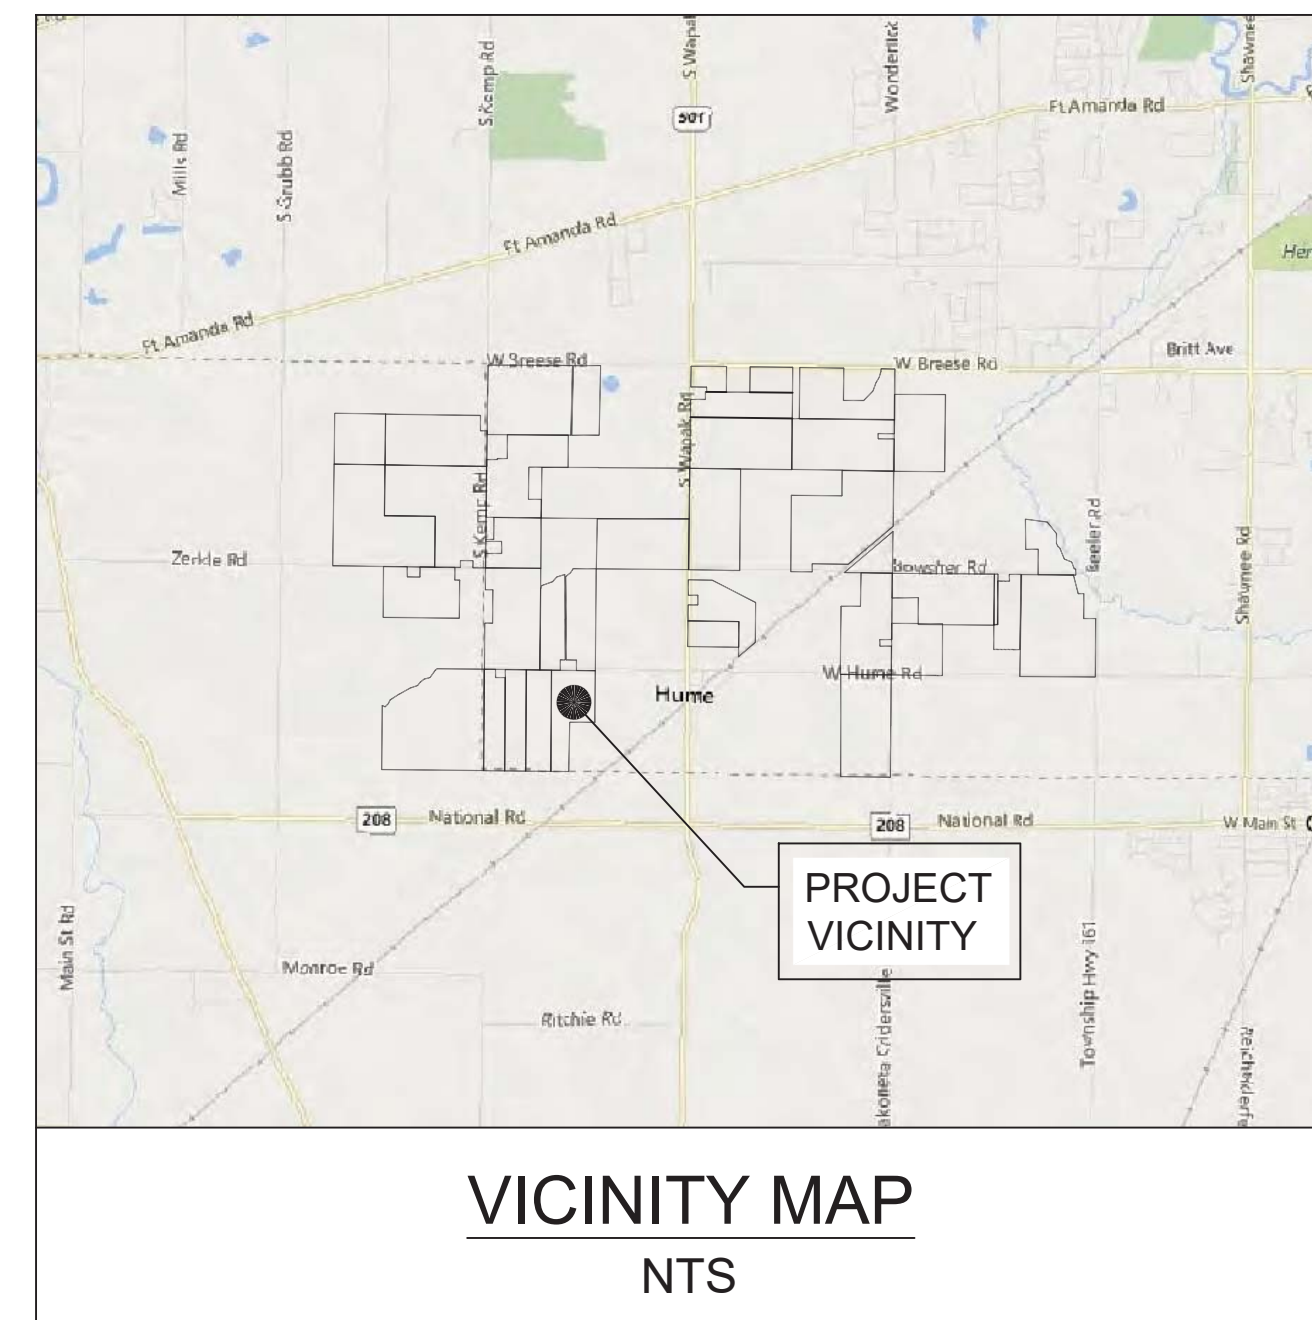 S Kemp Rd
S Wapak
Wonderlick
Shawnee
501
Ft Amanda Rd
Mills Rd
S Grubb Rd
Ft Amanda Rd
Her
Ft Amanda Rd
W Breese Rd
W Breese Rd
Britt Ave
S Wapak Rd
S Kemp Rd
Zerkle Rd
Bowsher Rd
Beeler Rd
Shawnee Rd
W Hume Rd
Hume
208
National Rd
208
National Rd
W Main St
PROJECT
VICINITY
Main St Rd
Monroe Rd
Ritchie Rd
akoneta Cridersville
Township Hwy 161
VICINITY MAP
NTS